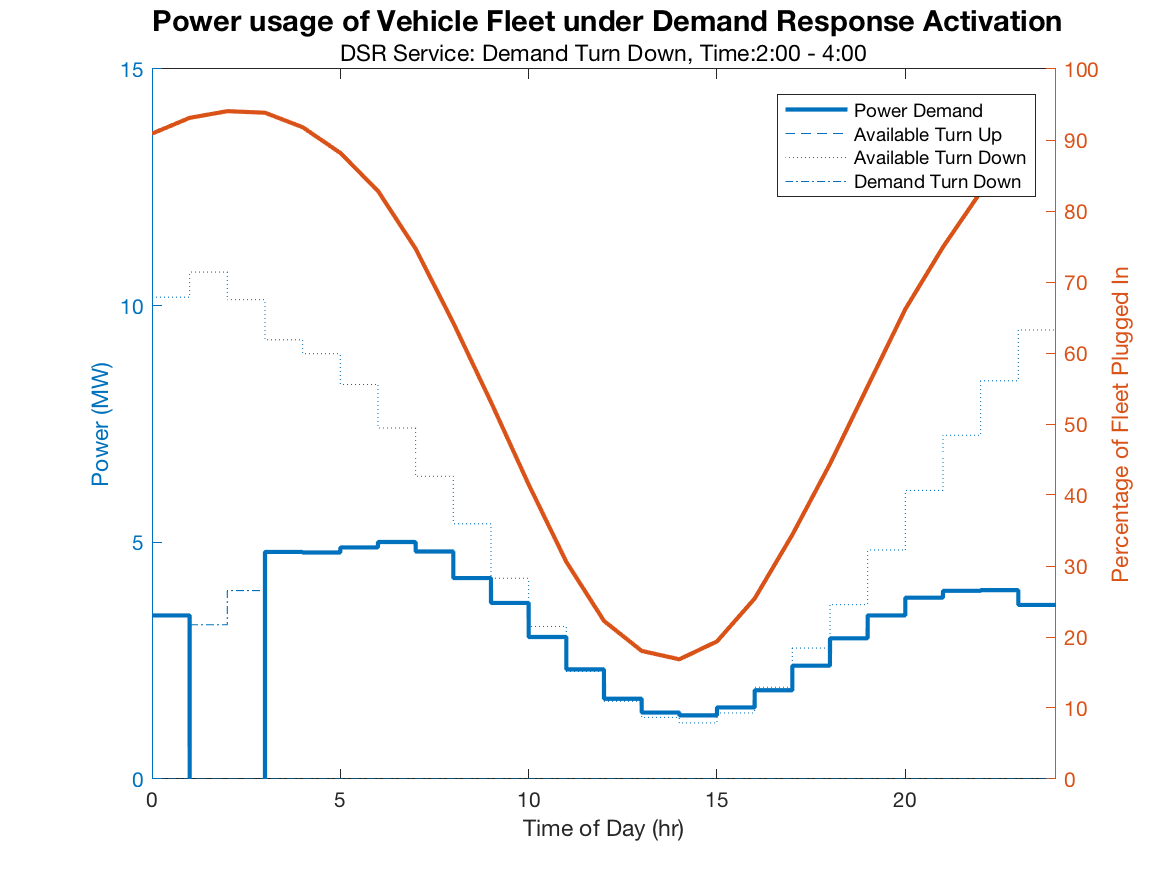 Power usage of Vehicle Fleet under Demand Response Activation
DSR Service: Demand Turn Down, Time:2:00 - 4:00
15
10
5
0
Power (MW)
Power Demand
Available Turn Up
Available Turn Down
Demand Turn Down
100
90
80
70
60
50
40
30
20
10
0
Percentage of Fleet Plugged In
0
5
10
15
20
Time of Day (hr)